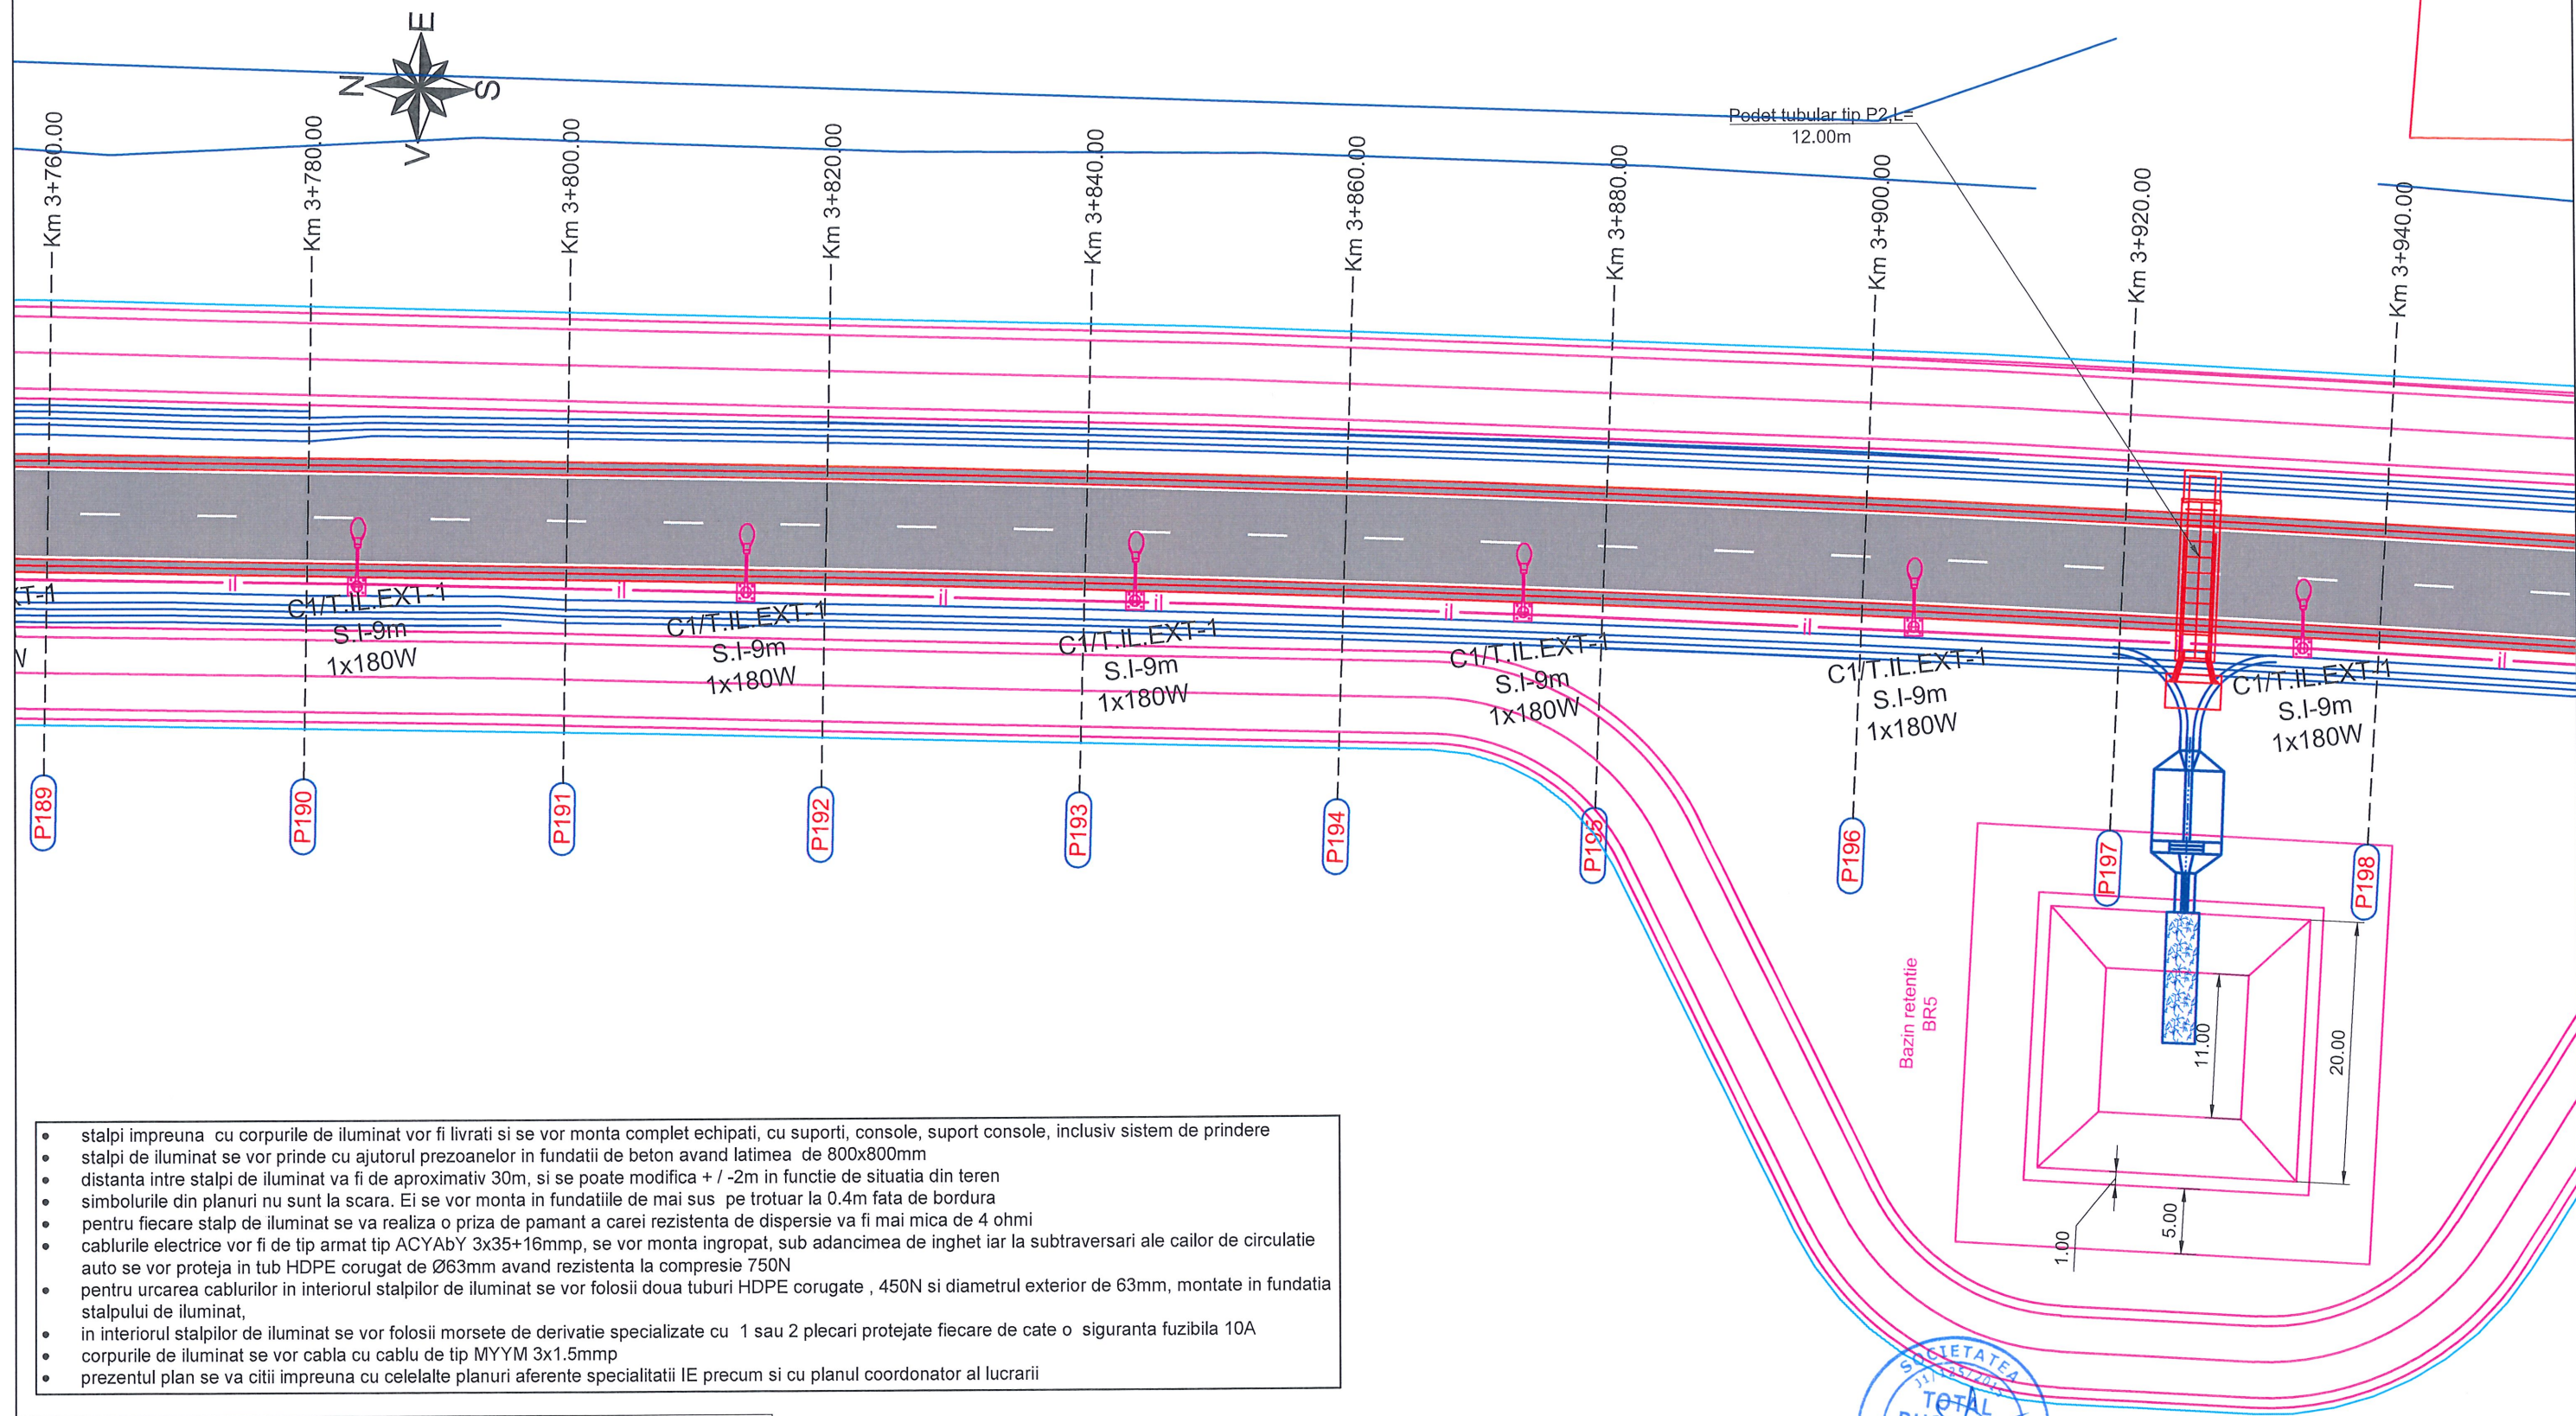 E
N
S
V
Km 3+760.00
Km 3+780.00
Km 3+800.00
Km 3+820.00
Km 3+840.00
Km 3+860.00
Km 3+880.00
Km 3+900.00
Km 3+920.00
Km 3+940.00
Podet tubular tip P2,L=
12.00m
il
il
il
il
il
il
il
XT-1
W
C1/T.IL.EXT-1
S.I-9m
1x180W
C1/T.IL.EXT-1
S.I-9m
1x180W
C1/T.IL.EXT-1
S.I-9m
1x180W
C1/T.IL.EXT-1
S.I-9m
1x180W
C1/T.IL.EXT-1
S.I-9m
1x180W
C1/T.IL.EXT-1
S.I-9m
1x180W
P189
P190
P191
P192
P193
P194
P195
P196
P197
P198
Bazin retentie
BR5
11.00
20.00
1.00
5.00
• stalpi impreuna cu corpurile de iluminat vor fi livrati si se vor monta complet echipati, cu suporti, console, suport console, inclusiv sistem de prindere
• stalpi de iluminat se vor prinde cu ajutorul prezoanelor in fundatii de beton avand latimea de 800x800mm
• distanta intre stalpi de iluminat va fi de aproximativ 30m, si se poate modifica + / -2m in functie de situatia din teren
• simbolurile din planuri nu sunt la scara. Ei se vor monta in fundatiile de mai sus pe trotuar la 0.4m fata de bordura
• pentru fiecare stalp de iluminat se va realiza o priza de pamant a carei rezistenta de dispersie va fi mai mica de 4 ohmi
• cablurile electrice vor fi de tip armat tip ACYAbY 3x35+16mmp, se vor monta ingropat, sub adancimea de inghet iar la subtraversari ale cailor de circulatie
auto se vor proteja in tub HDPE corugat de Ø63mm avand rezistenta la compresie 750N
• pentru urcarea cablurilor in interiorul stalpilor de iluminat se vor folosii doua tuburi HDPE corugate , 450N si diametrul exterior de 63mm, montate in fundatia
stalpului de iluminat,
• in interiorul stalpilor de iluminat se vor folosii morsete de derivatie specializate cu 1 sau 2 plecari protejate fiecare de cate o siguranta fuzibila 10A
• corpurile de iluminat se vor cabla cu cablu de tip MYYM 3x1.5mmp
• prezentul plan se va citii impreuna cu celelalte planuri aferente specialitatii IE precum si cu planul coordonator al lucrarii
SOCIETATEA
TOTAL